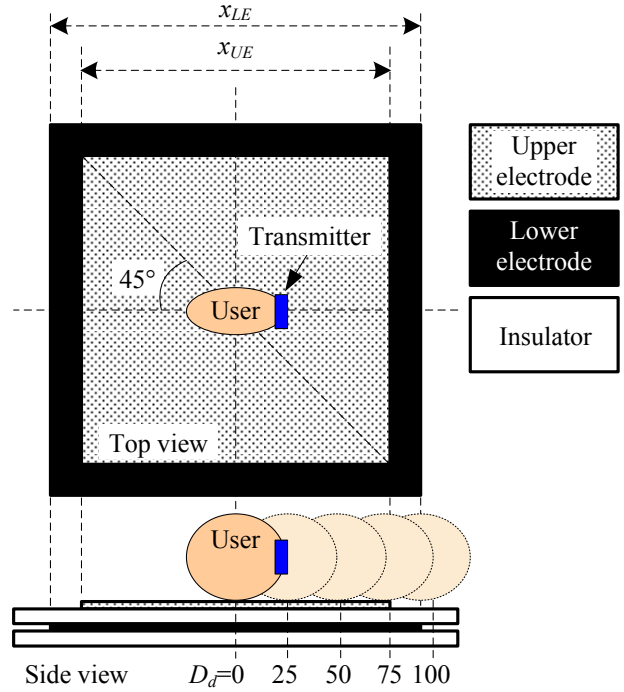 x_LE
x_UE
Upper
electrode
Transmitter
Lower
electrode
45°
User
Insulator
Top view
User
Side view
D_d=0 25 50 75 100